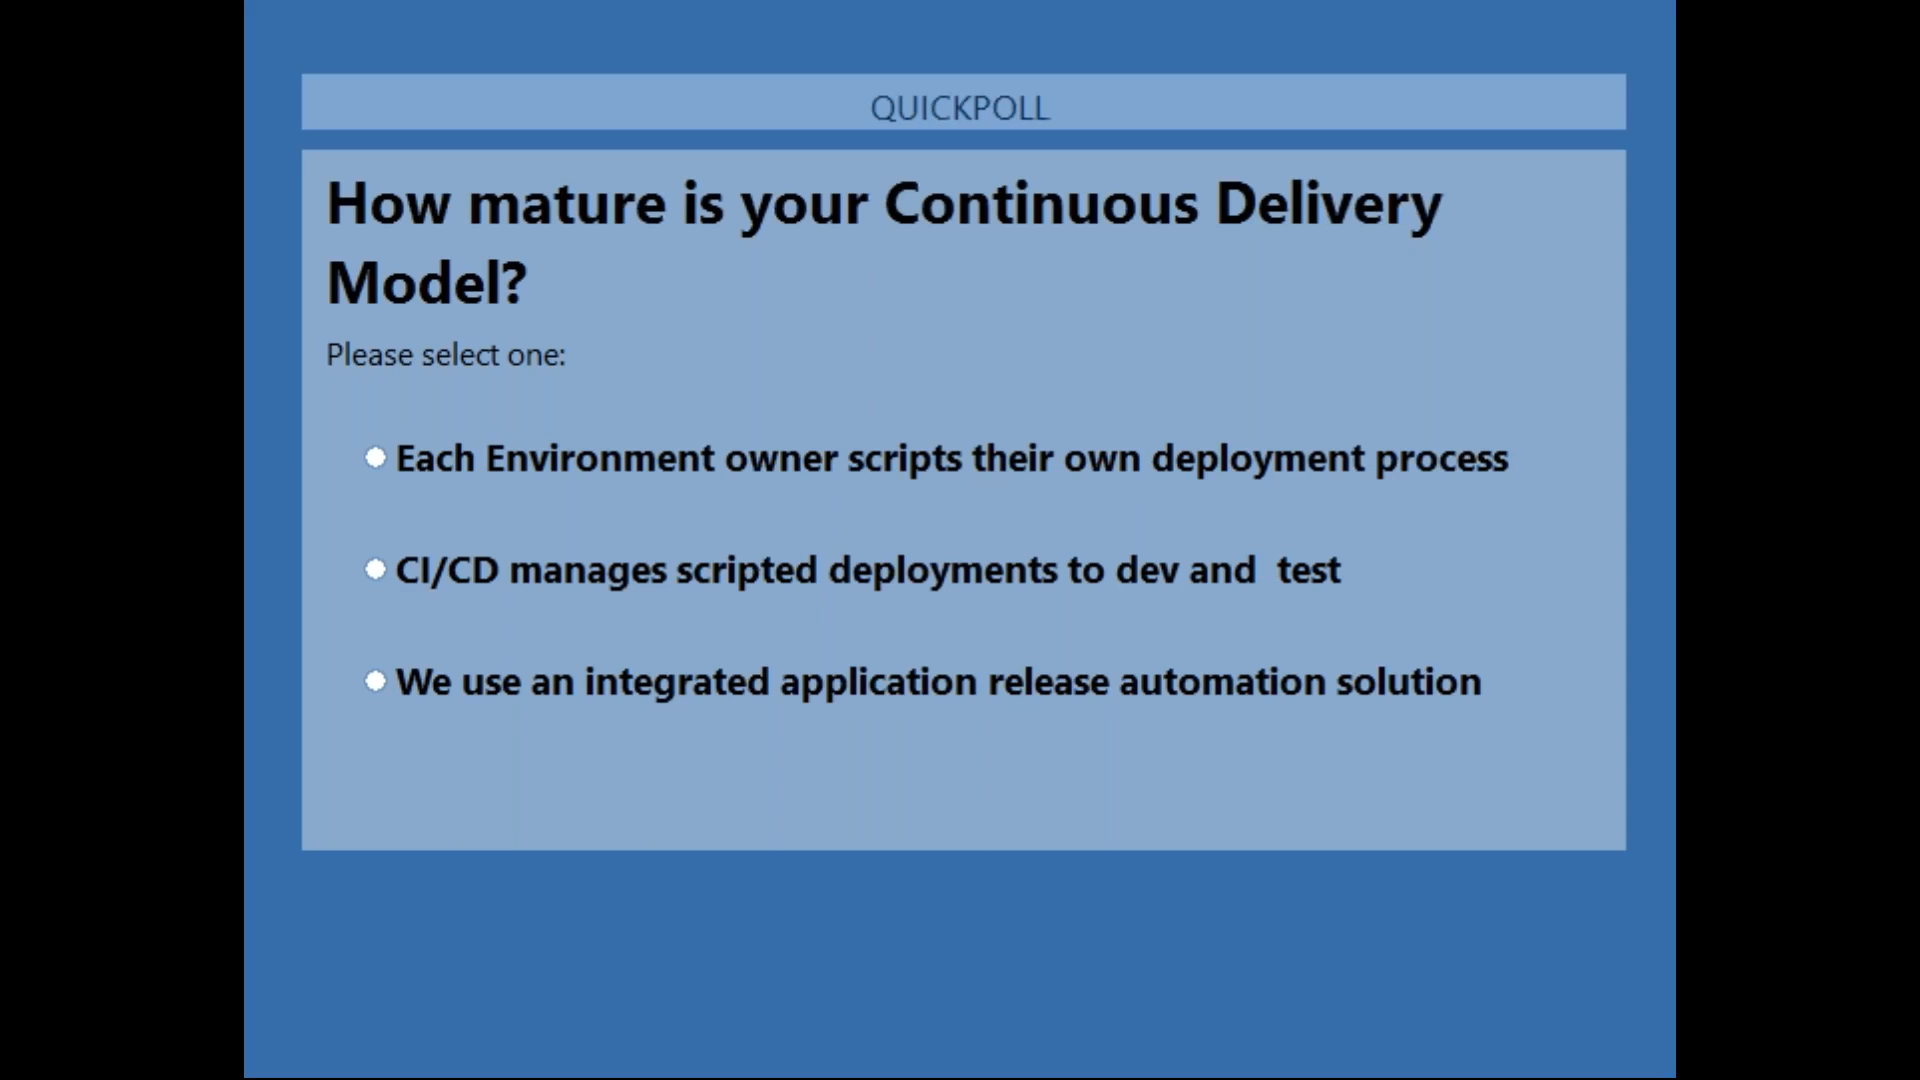 QUICKPOLL
How mature is your Continuous Delivery
Model?
Please select one:
Each Environment owner scripts their own deployment process
CI/CD manages scripted deployments to dev and  test
We use an integrated application release automation solution